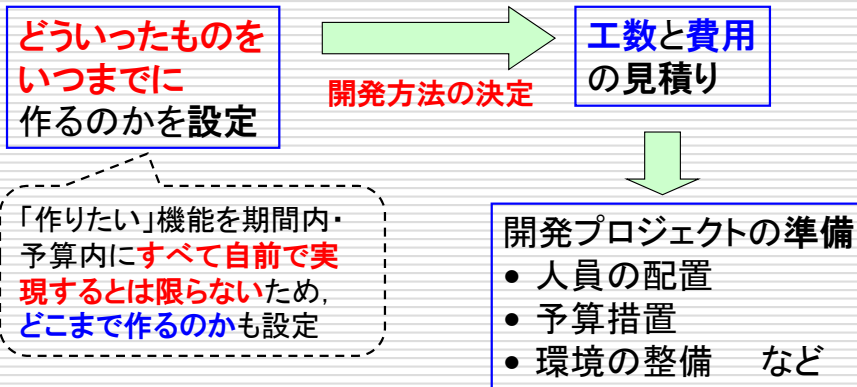 どういったものを
いつまでに
作るのかを設定
開発方法の決定
工数と費用
の見積り
「作りたい」機能を期間内・
予算内にすべて自前で実
現するとは限らないため，
どこまで作るのかも設定
開発プロジェクトの準備
• 人員の配置
• 予算措置
• 環境の整備　など